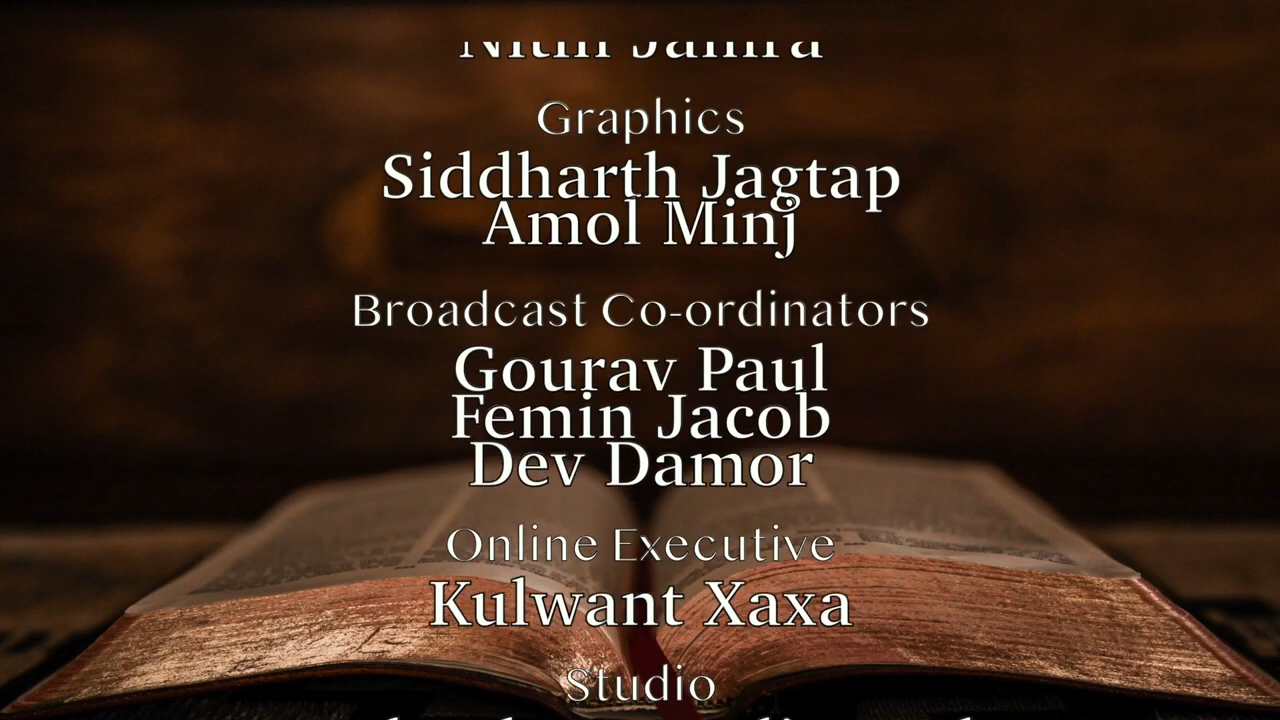 Graphics
Siddharth Jagtap
Amol Minj
Broadcast Co-ordinators
Gourav Paul
Femin Jacob
Dev Damor
Online Executive
Kulwant Xaxa
Studio